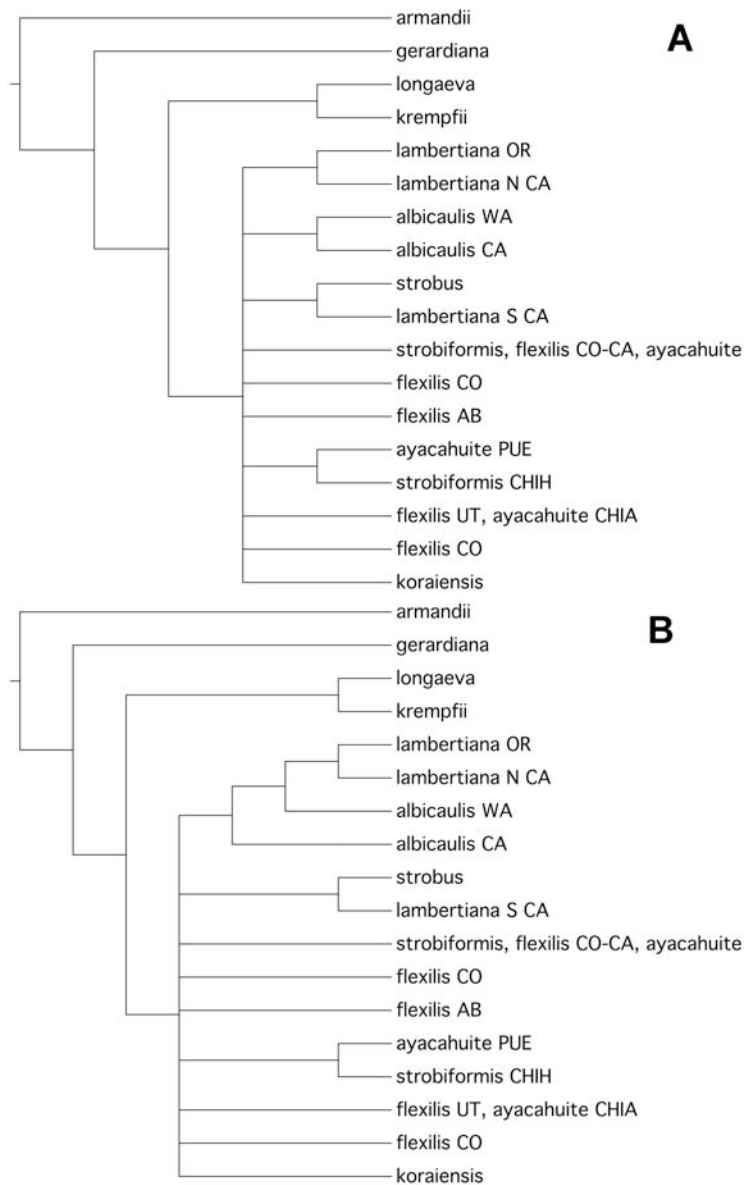 armandii
A
gerardiana
longaeva
krempfii
lambertiana OR
lambertiana N CA
albicaulis WA
albicaulis CA
strobus
lambertiana S CA
strobiformis, flexilis CO-CA, ayacahuite
flexilis CO
flexilis AB
ayacahuite PUE
strobiformis CHIH
flexilis UT, ayacahuite CHIA
flexilis CO
koraiensis
armandii
B
gerardiana
longaeva
krempfii
lambertiana OR
lambertiana N CA
albicaulis WA
albicaulis CA
strobus
lambertiana S CA
strobiformis, flexilis CO-CA, ayacahuite
flexilis CO
flexilis AB
ayacahuite PUE
strobiformis CHIH
flexilis UT, ayacahuite CHIA
flexilis CO
koraiensis